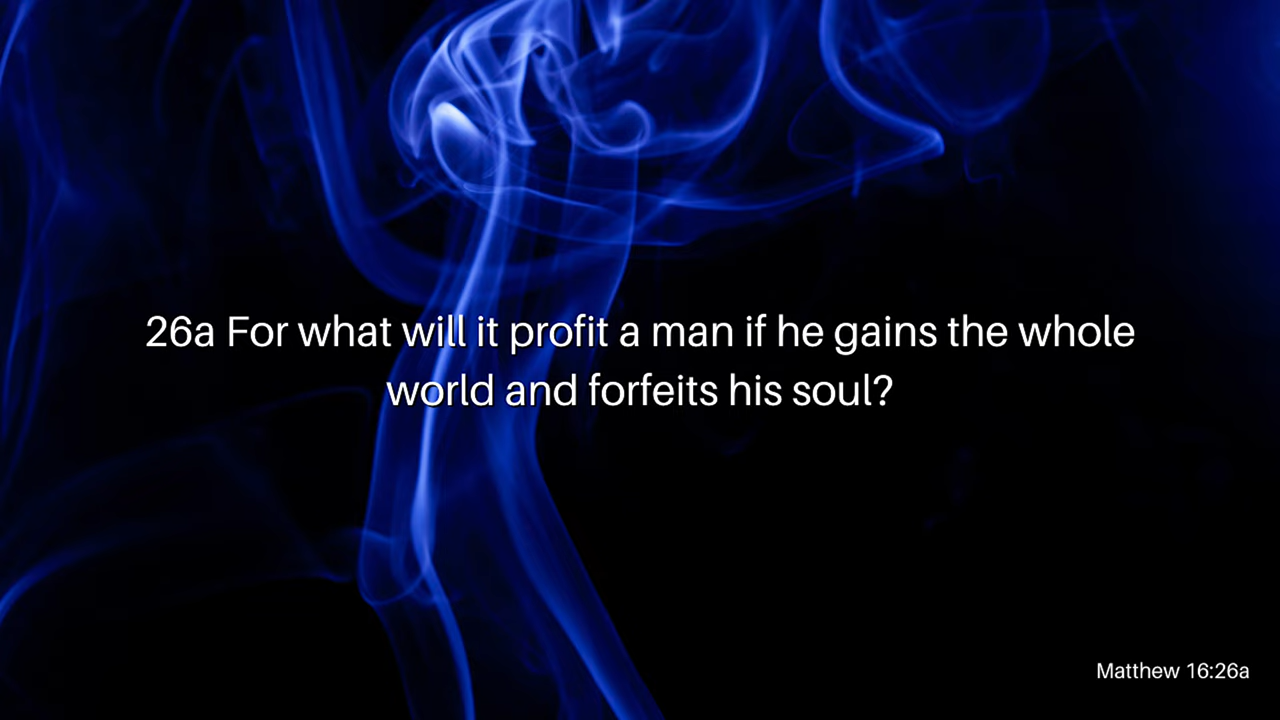 26a For what will it profit a man if he gains the whole
world and forfeits his soul?
Matthew 16:26a